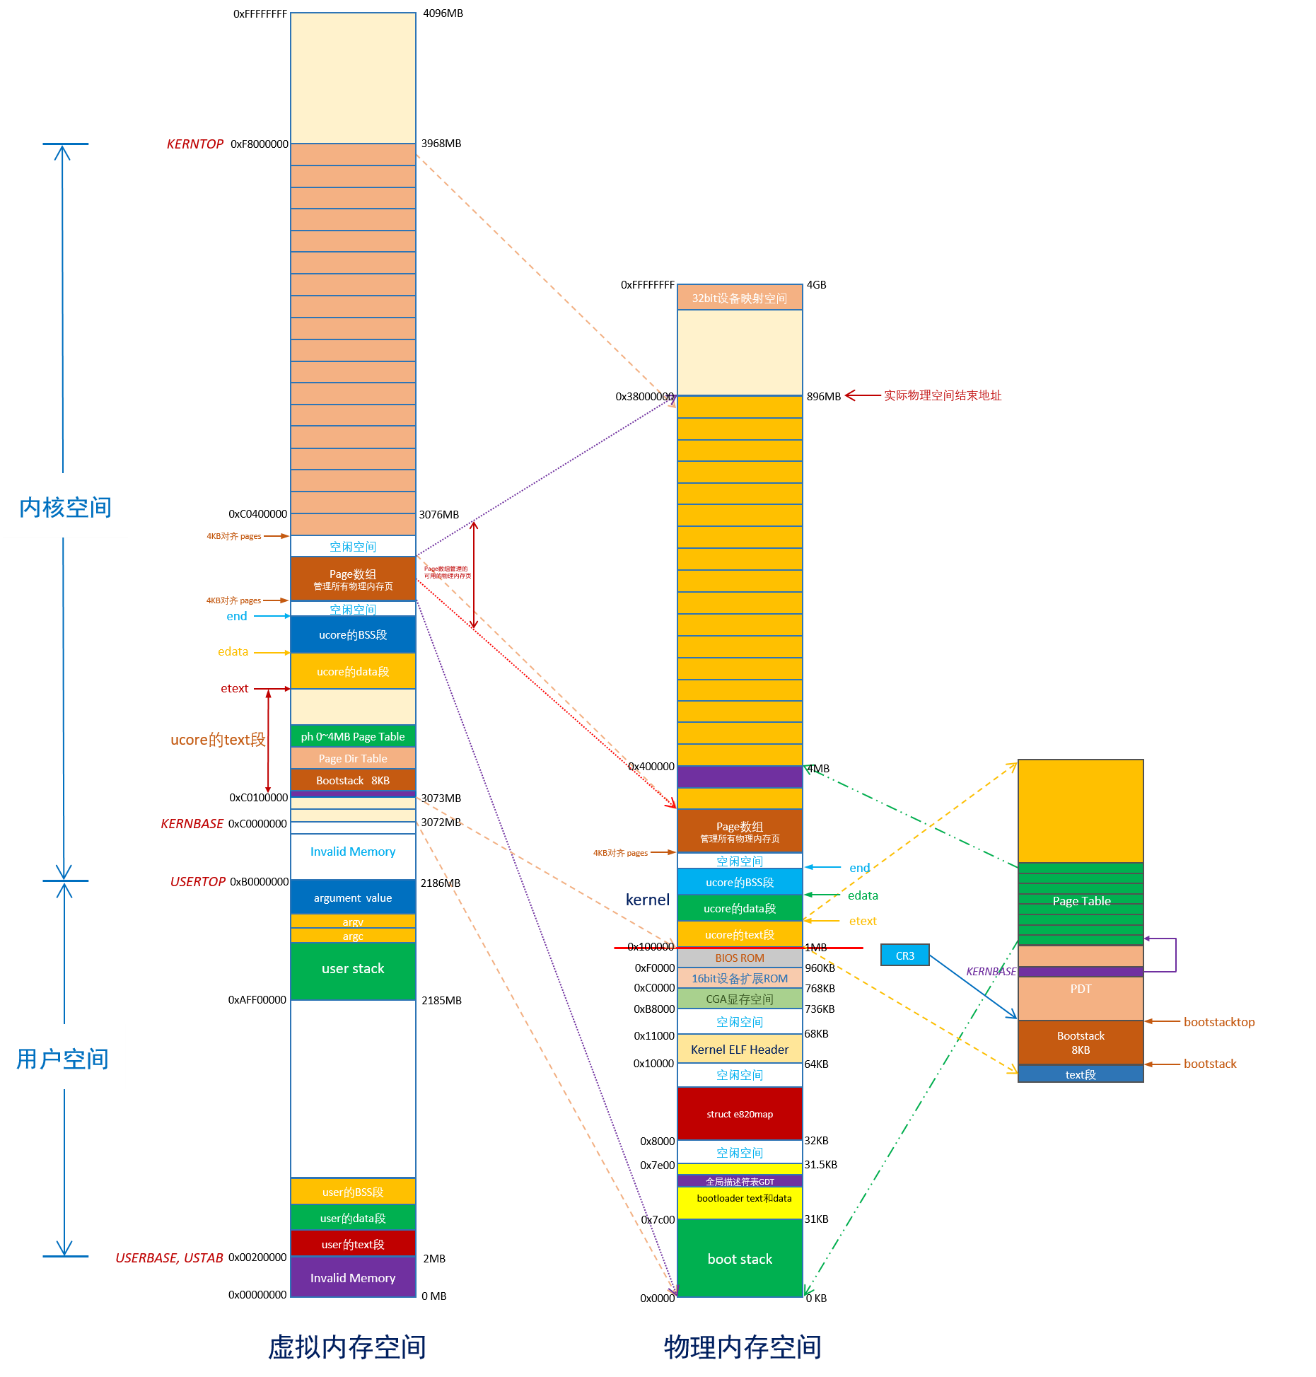 0xFFFFFFFF
4096MB
KERNTOP
0xF8000000
3968MB
内核空间
0xC0400000
3076MB
4KB对齐 pages
空闲空间
Page数组
管理所有物理内存页
4KB对齐 pages
空闲空间
end
ucore的BSS段
edata
ucore的data段
etext
ucore的text段
ph 0~4MB Page Table
Page Dir Table
Bootstack 8KB
0xC0100000
3073MB
KERNBASE
0xC0000000
3072MB
Invalid Memory
USERTOP
0xB0000000
2186MB
argument value
argv
argc
user stack
0xAFF00000
2185MB
用户空间
user的BSS段
user的data段
user的text段
USERBASE, USTAB
0x00200000
2MB
Invalid Memory
0x00000000
0 MB
虚拟内存空间
Page数组管理的
可用的物理内存页
0xFFFFFFFF
4GB
32bit设备映射空间
0x38000000
896MB
实际物理空间结束地址
0x400000
4MB
Page数组
管理所有物理内存页
4KB对齐 pages
空闲空间
end
kernel
ucore的BSS段
edata
ucore的data段
etext
ucore的text段
0x100000
1MB
BIOS ROM
0xF0000
960KB
16bit设备扩展ROM
0xC0000
768KB
CGA显存空间
0xB8000
736KB
空闲空间
0x11000
68KB
Kernel ELF Header
0x10000
64KB
空闲空间
struct e820map
0x8000
32KB
空闲空间
0x7e00
31.5KB
全局描述符表GDT
bootloader text和data
0x7c00
31KB
boot stack
0x0000
0 KB
物理内存空间
Page Table
CR3
KERNBASE
PDT
bootstacktop
Bootstack
8KB
bootstack
text段